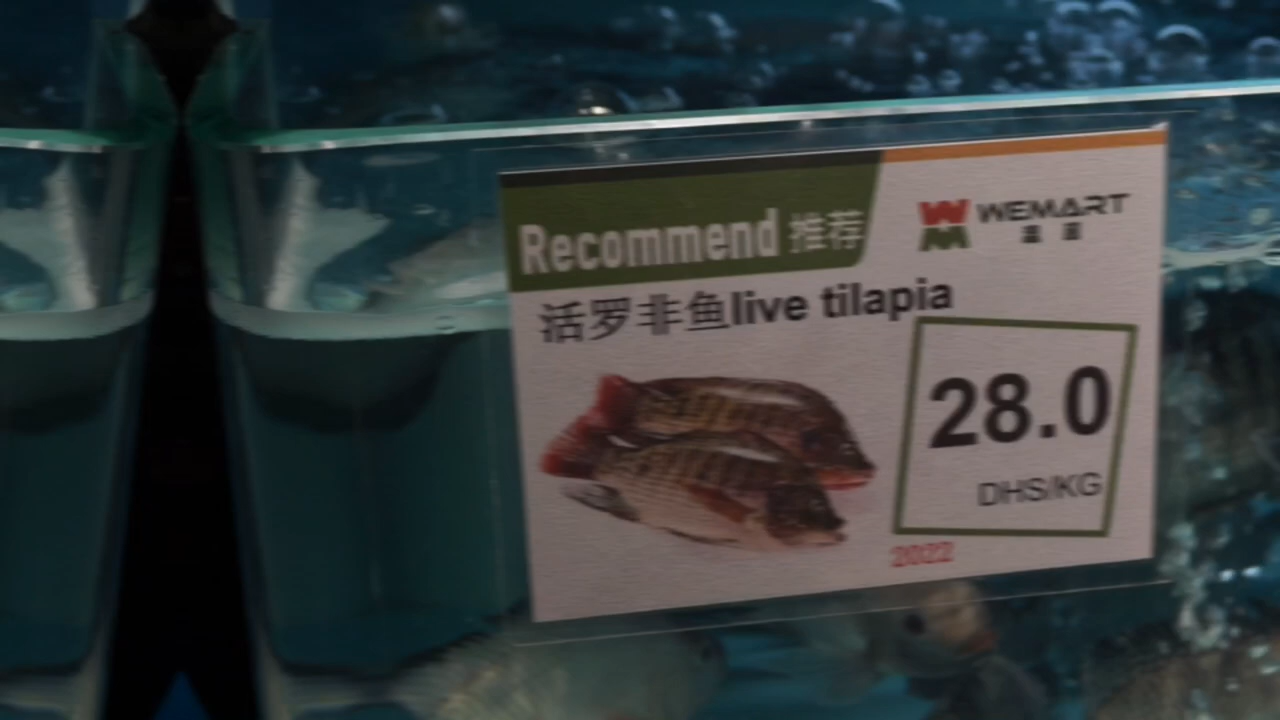 Recommend 推荐
WEMART
活罗非鱼live tilapia
28.0
DHS/KG
2022